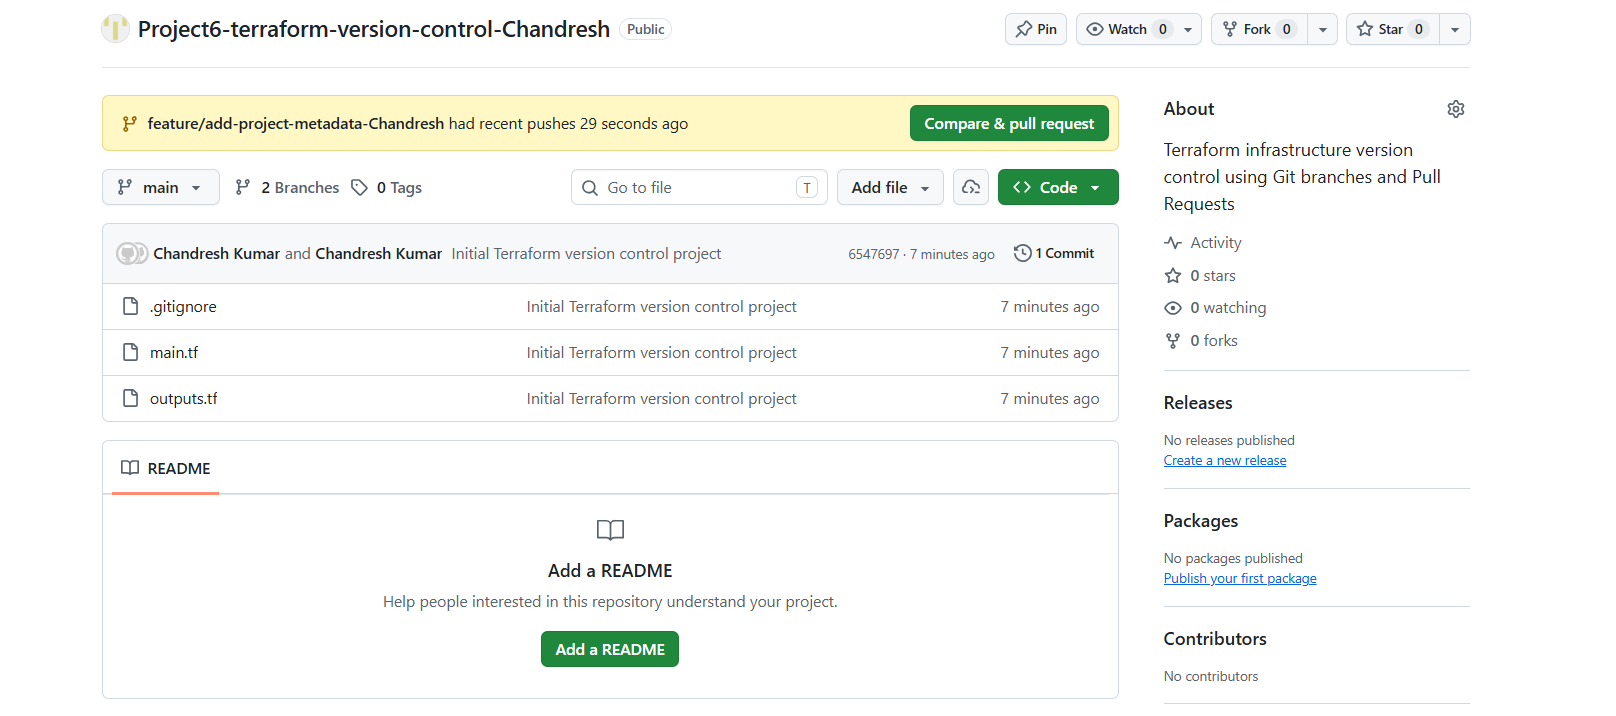 Project6-terraform-version-control-Chandresh Public
Pin Watch 0 Fork 0 Star 0
feature/add-project-metadata-Chandresh had recent pushes 29 seconds ago Compare & pull request
main 2 Branches 0 Tags Go to file T Add file Code
Chandresh Kumar and Chandresh Kumar Initial Terraform version control project 6547697 · 7 minutes ago 1 Commit
.gitignore Initial Terraform version control project 7 minutes ago
main.tf Initial Terraform version control project 7 minutes ago
outputs.tf Initial Terraform version control project 7 minutes ago
README
Add a README
Help people interested in this repository understand your project.
Add a README
About
Terraform infrastructure version
control using Git branches and Pull
Requests
Activity
0 stars
0 watching
0 forks
Releases
No releases published
Create a new release
Packages
No packages published
Publish your first package
Contributors
No contributors